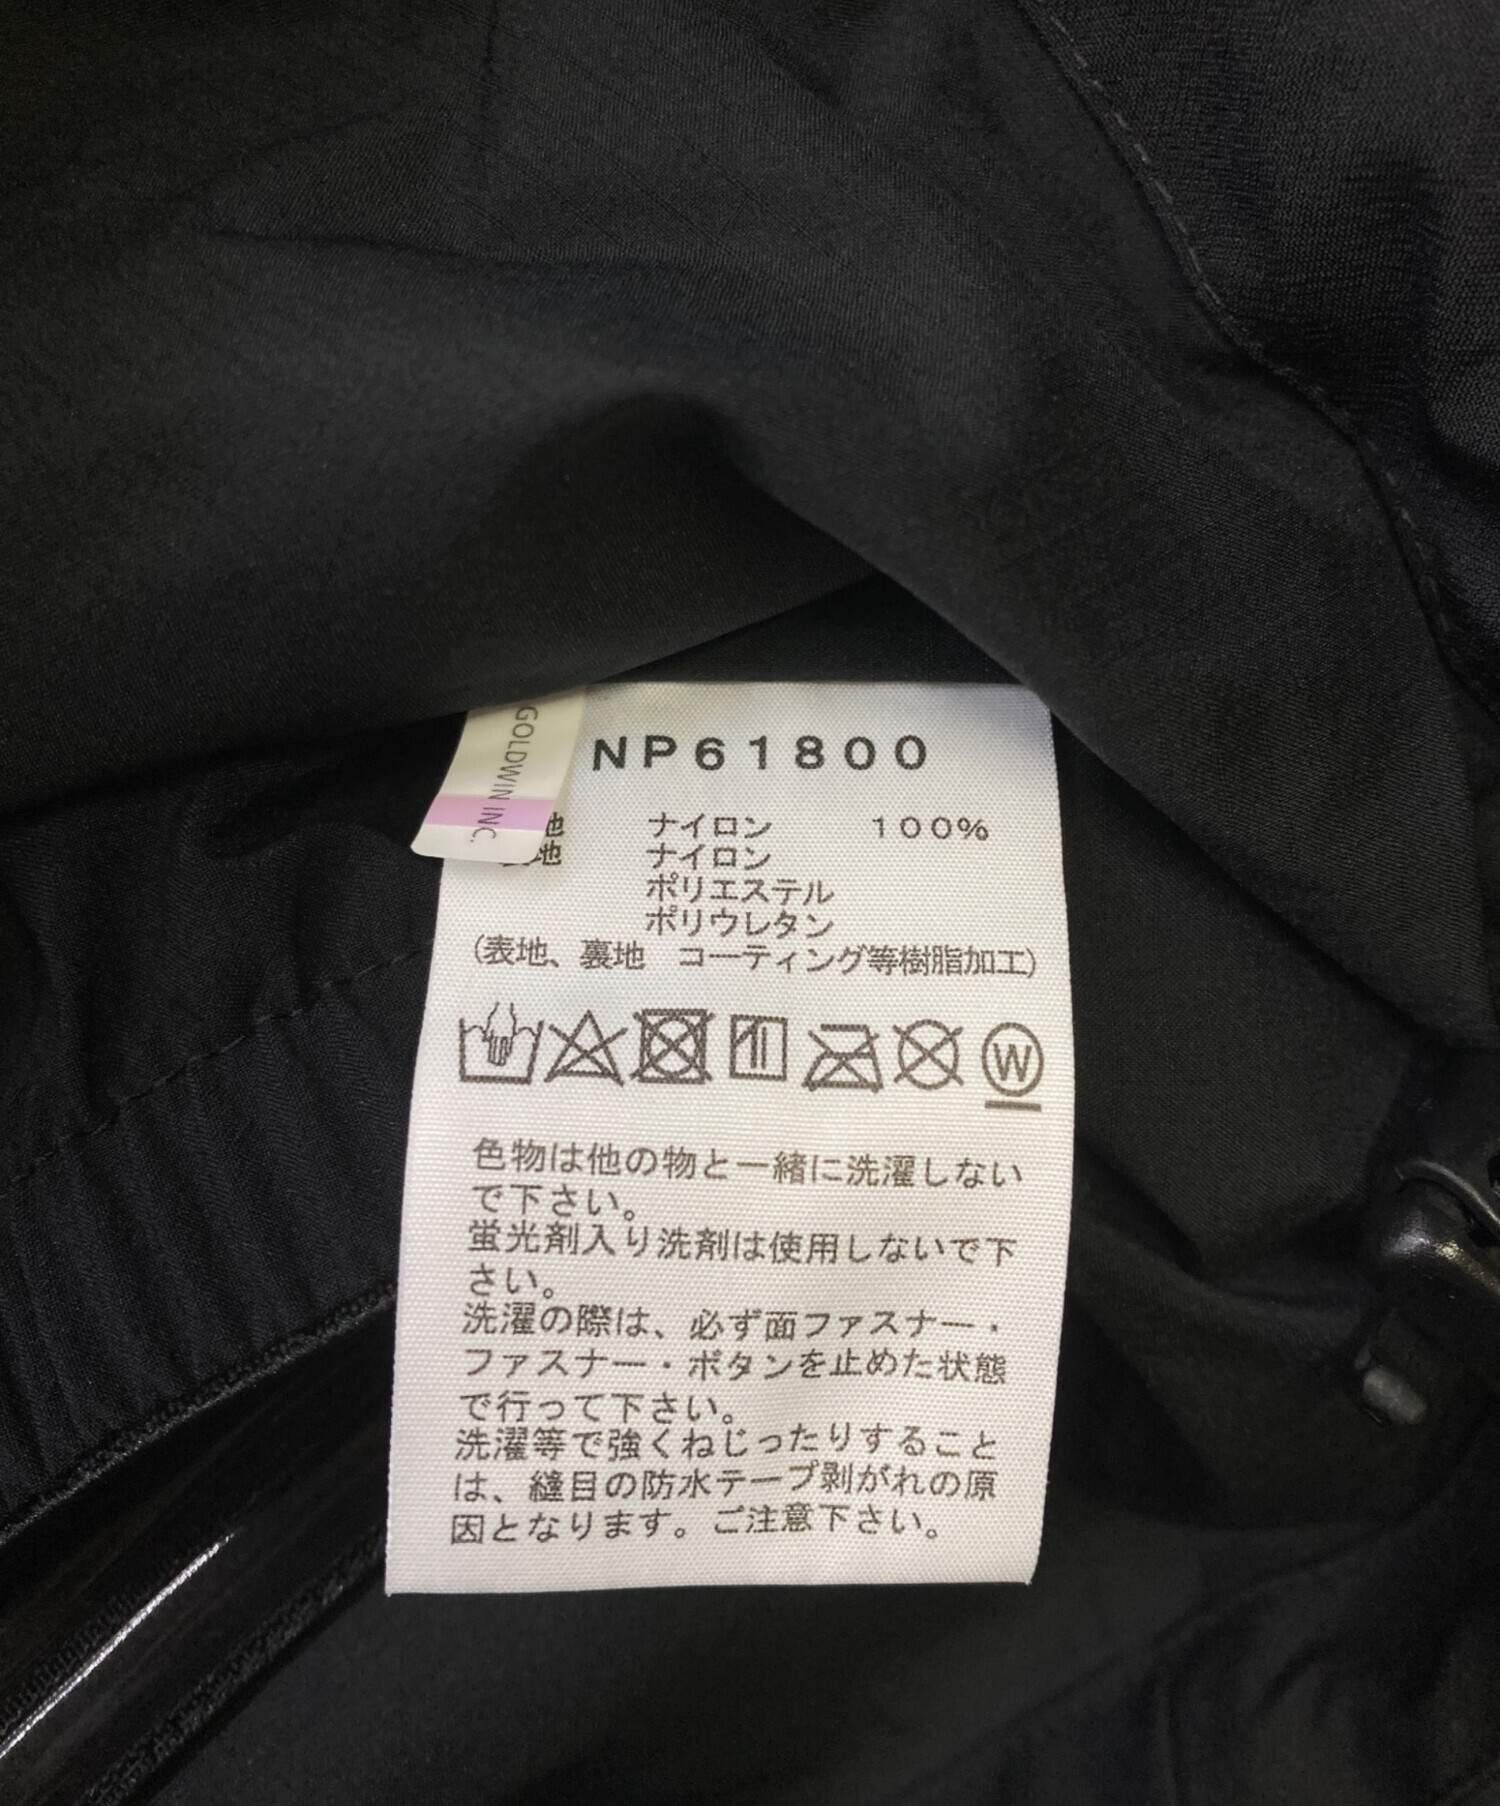 GOLDWIN INC.
NP61800
地 ナイロン 100%
地 ナイロン
ポリエステル
ポリウレタン
(表地、裏地 コーティング等樹脂加工)
W
色物は他の物と一緒に洗濯しない
で下さい。
蛍光剤入り洗剤は使用しないで下
さい。
洗濯の際は、必ず面ファスナー・
ファスナー・ボタンを止めた状態
で行って下さい。
洗濯等で強くねじったりすること
は、縫目の防水テープ剥がれの原
因となります。ご注意下さい。